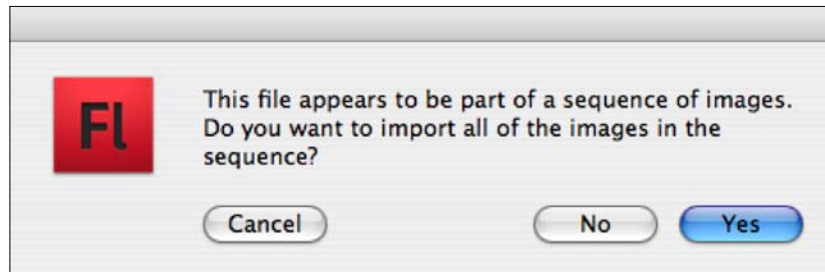 Fl
This file appears to be part of a sequence of images.
Do you want to import all of the images in the
sequence?
Cancel No Yes